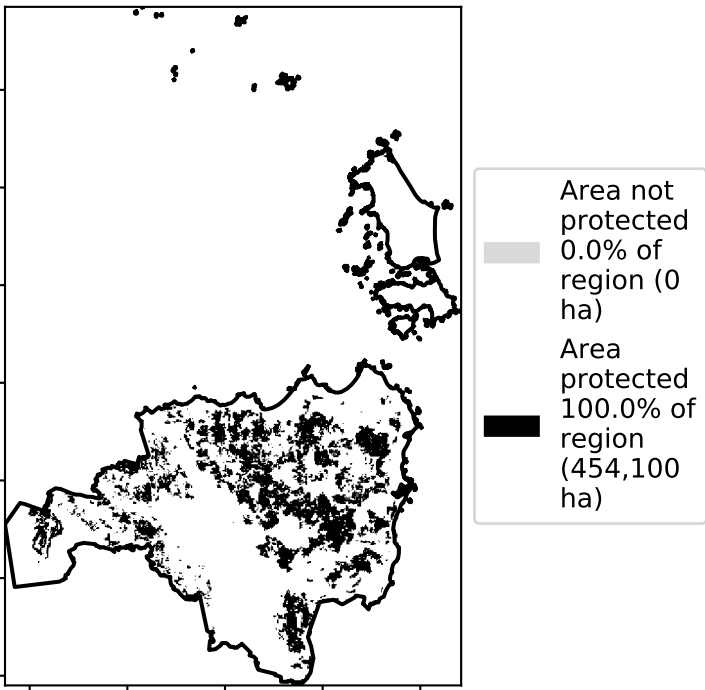 Area not
protected
0.0% of
region (0
ha)
Area
protected
100.0% of
region
(454,100
ha)